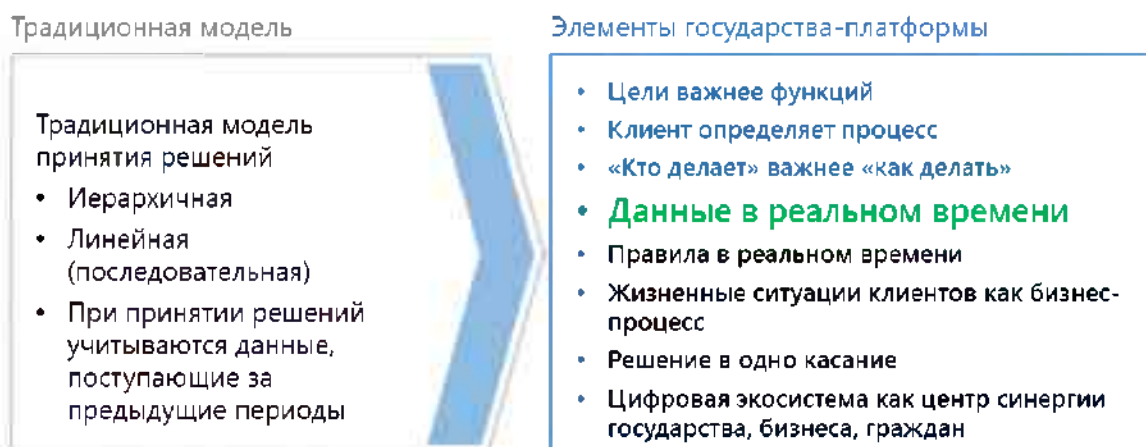 Традиционная модель
Традиционная модель
принятия решений
• Иерархичная
• Линейная
(последовательная)
• При принятии решений
учитываются данные,
поступающие за
предыдущие периоды
Элементы государства-платформы
• Цели важнее функций
• Клиент определяет процесс
• «Кто делает» важнее «как делать»
• Данные в реальном времени
• Правила в реальном времени
• Жизненные ситуации клиентов как бизнес-
процесс
• Решение в одно касание
• Цифровая экосистема как центр синергии
государства, бизнеса, граждан